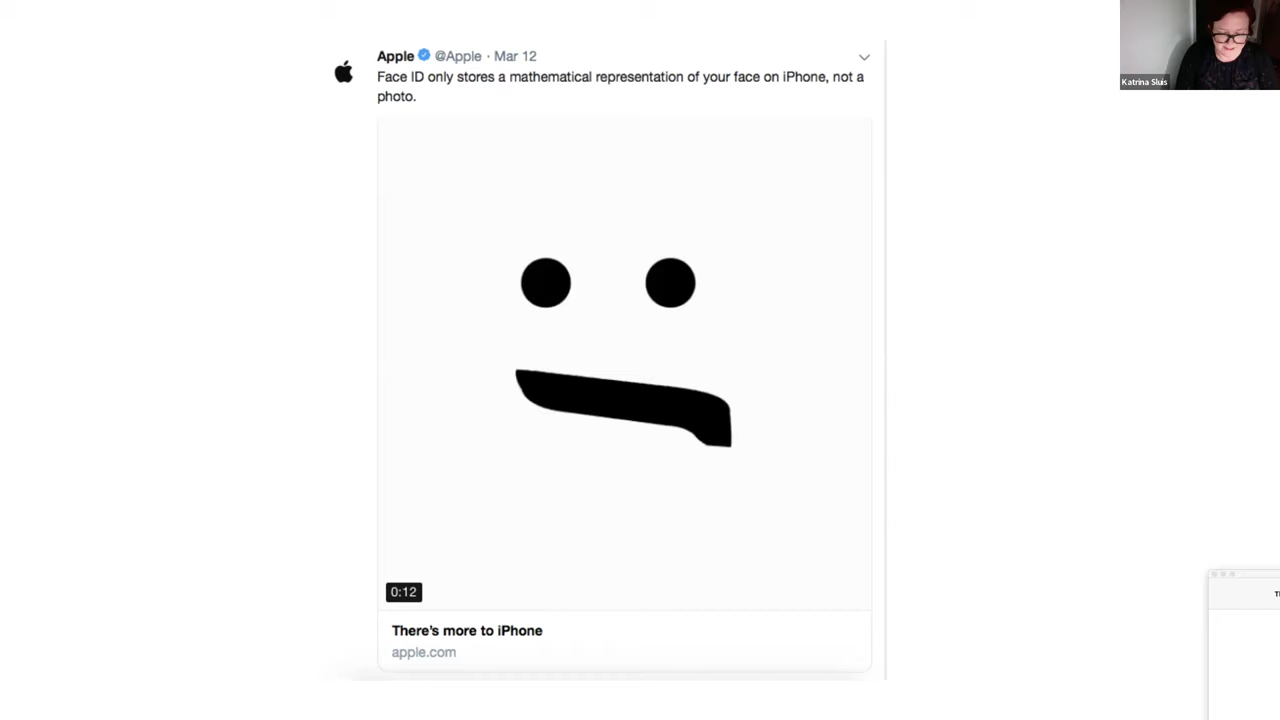 Apple @Apple · Mar 12
Face ID only stores a mathematical representation of your face on iPhone, not a
photo.
0:12
There's more to iPhone
apple.com
Katrina Sluis